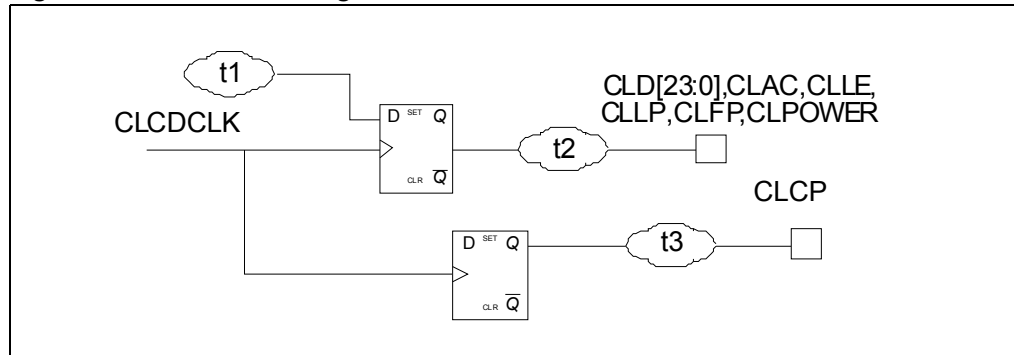 t1
CLD[23:0],CLAC,CLLE,
CLLP,CLFP,CLPOWER
CLCDCLK
D SET Q
t2
CLR Q̅
CLCP
D SET Q
t3
CLR Q̅